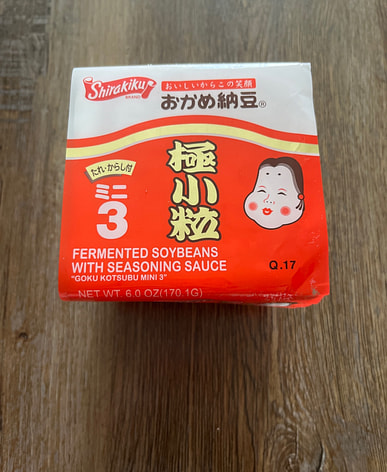 Shirakiku
BRAND
おいしいからこの笑顔
おかめ納豆®
たれ・からし付
ミニ
3
極小粒
FERMENTED SOYBEANS
WITH SEASONING SAUCE
"GOKU KOTSUBU MINI 3"
Q.17
NET WT. 6.0 OZ(170.1G)